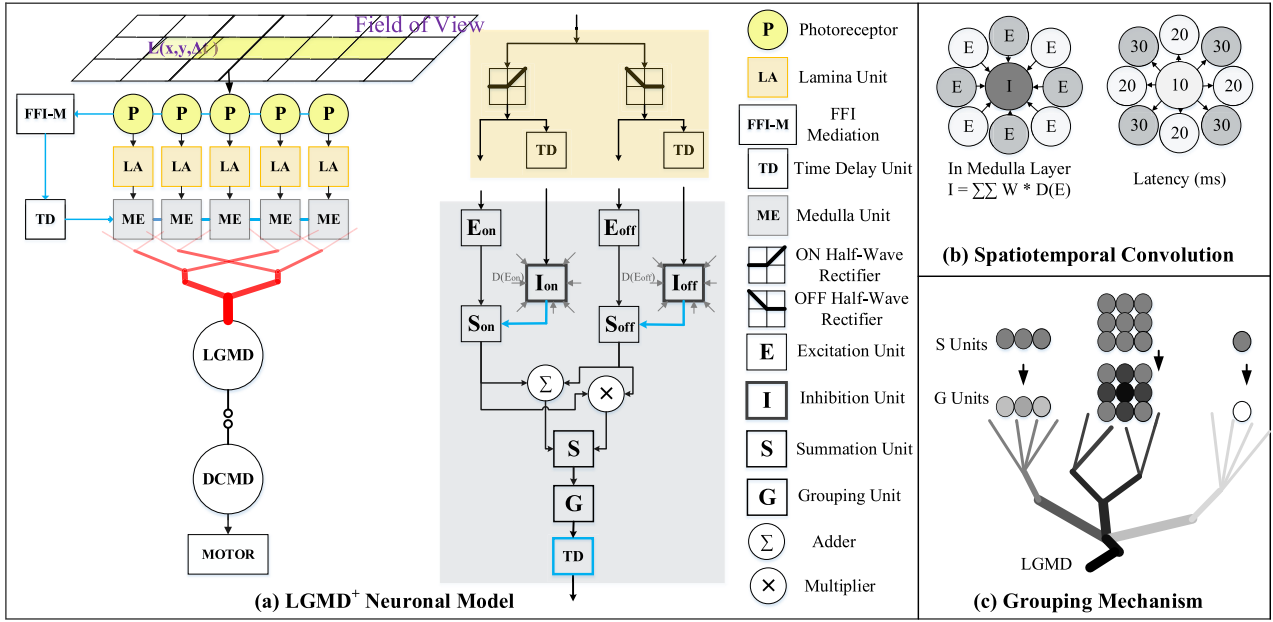 Field of View
L(x,y,Δt)
FFI-M
P P P P P
LA LA LA LA LA
TD
ME ME ME ME ME
LGMD
DCMD
MOTOR
TD
TD
Eon
Eoff
D(Eon)
Ion
D(Eoff)
Ioff
Son
Soff
Σ
×
S
G
TD
P Photoreceptor
LA Lamina Unit
FFI-M FFI
Mediation
TD Time Delay Unit
ME Medulla Unit
ON Half-Wave
Rectifier
OFF Half-Wave
Rectifier
E Excitation Unit
I Inhibition Unit
S Summation Unit
G Grouping Unit
Σ Adder
× Multiplier
(a) LGMD⁺ Neuronal Model
E E E
E I E
E E E
In Medulla Layer
I = ∑∑ W * D(E)
30 20 30
20 10 20
30 20 30
Latency (ms)
(b) Spatiotemporal Convolution
S Units
G Units
LGMD
(c) Grouping Mechanism